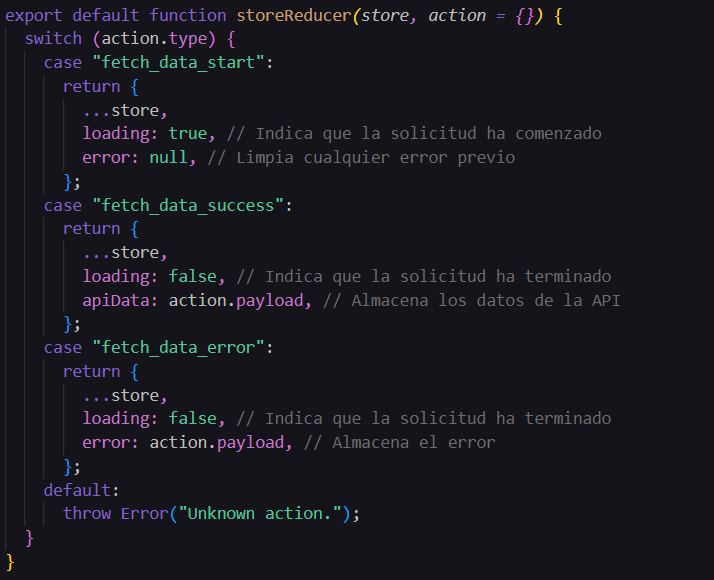 export default function storeReducer(store, action = {}) {
  switch (action.type) {
    case "fetch_data_start":
      return {
        ...store,
        loading: true, // Indica que la solicitud ha comenzado
        error: null, // Limpia cualquier error previo
      };
    case "fetch_data_success":
      return {
        ...store,
        loading: false, // Indica que la solicitud ha terminado
        apiData: action.payload, // Almacena los datos de la API
      };
    case "fetch_data_error":
      return {
        ...store,
        loading: false, // Indica que la solicitud ha terminado
        error: action.payload, // Almacena el error
      };
    default:
      throw Error("Unknown action.");
  }
}